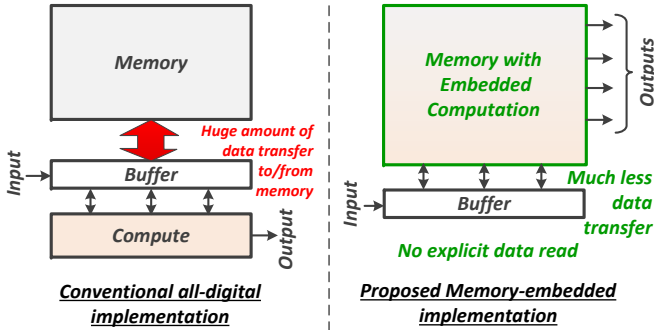 Memory
Huge amount of
data transfer
to/from
memory
Input
Buffer
Compute
Output
Conventional all-digital
implementation
Memory with
Embedded
Computation
Outputs
Input
Buffer
Much less
data
transfer
No explicit data read
Proposed Memory-embedded
implementation